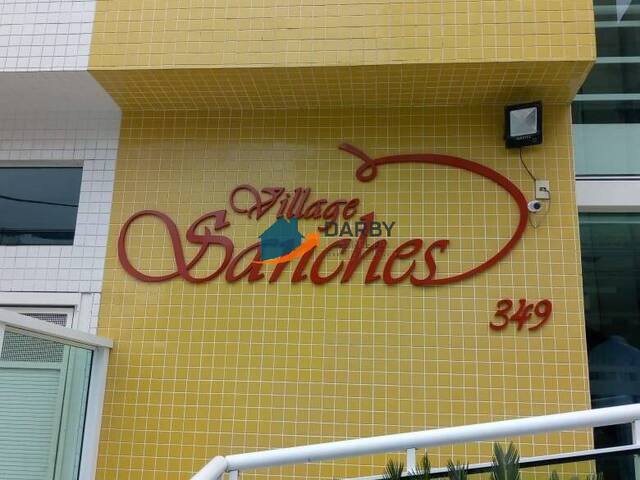 Village
Sanches
DARBY
349